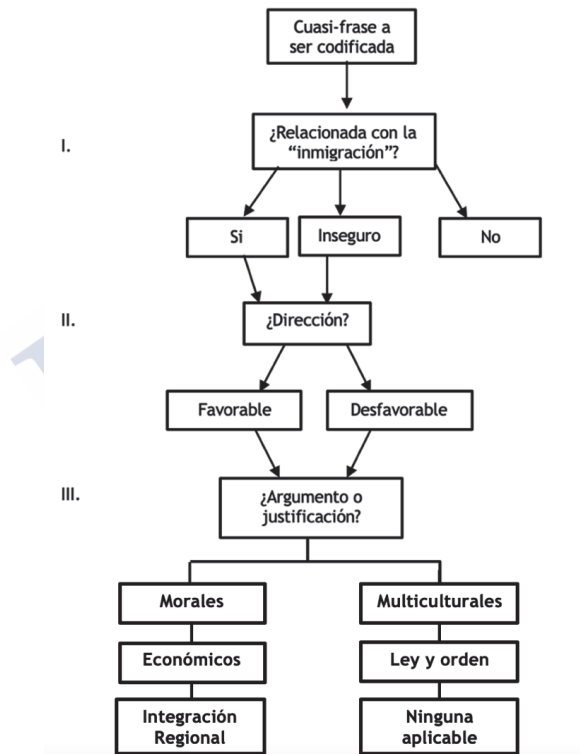 Cuasi-frase a
ser codificada
I.
¿Relacionada con la
“inmigración”?
Si
Inseguro
No
II.
¿Dirección?
Favorable
Desfavorable
III.
¿Argumento o
justificación?
Morales
Multiculturales
Económicos
Ley y orden
Integración
Regional
Ninguna
aplicable